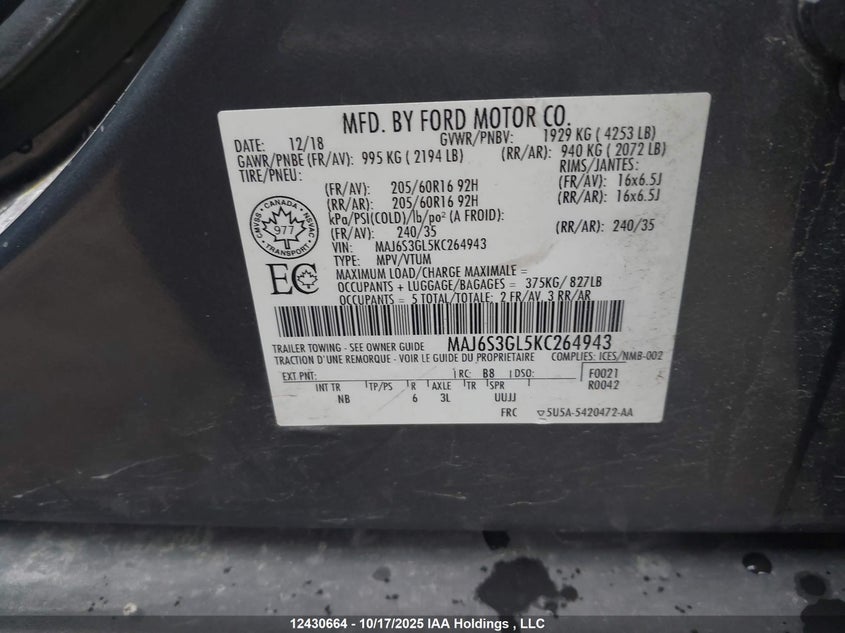 MFD. BY FORD MOTOR CO.
DATE: 12/18 GVWR/PNBV: 1929 KG ( 4253 LB)
GAWR/PNBE (FR/AV): 995 KG ( 2194 LB) (RR/AR): 940 KG ( 2072 LB)
TIRE/PNEU: RIMS/JANTES:
(FR/AV): 205/60R16 92H (FR/AV): 16x6.5J
(RR/AR): 205/60R16 92H (RR/AR): 16x6.5J
kPa/PSI(COLD)/lb/po² (A FROID):
(FR/AV): 240/35 (RR/AR): 240/35
VIN: MAJ6S3GL5KC264943
TYPE: MPV/VTUM
CANADA
CMVSS NSVAC
977
TRANSPORT
EC
MAXIMUM LOAD/CHARGE MAXIMALE =
OCCUPANTS + LUGGAGE/BAGAGES = 375KG/ 827LB
OCCUPANTS = 5 TOTAL/TOTALE: 2 FR/AV, 3 RR/AR
TRAILER TOWING - SEE OWNER GUIDE MAJ6S3GL5KC264943
TRACTION D'UNE REMORQUE - VOIR LE GUIDE DU PROPRIETAIRE COMPLIES: ICES/NMB-002
EXT PNT: RC: B8 DSO: F0021
INT TR TP/PS R AXLE TR SPR R0042
NB 6 3L UUJJ
FRC 5U5A-5420472-AA
12430664 - 10/17/2025 IAA Holdings , LLC